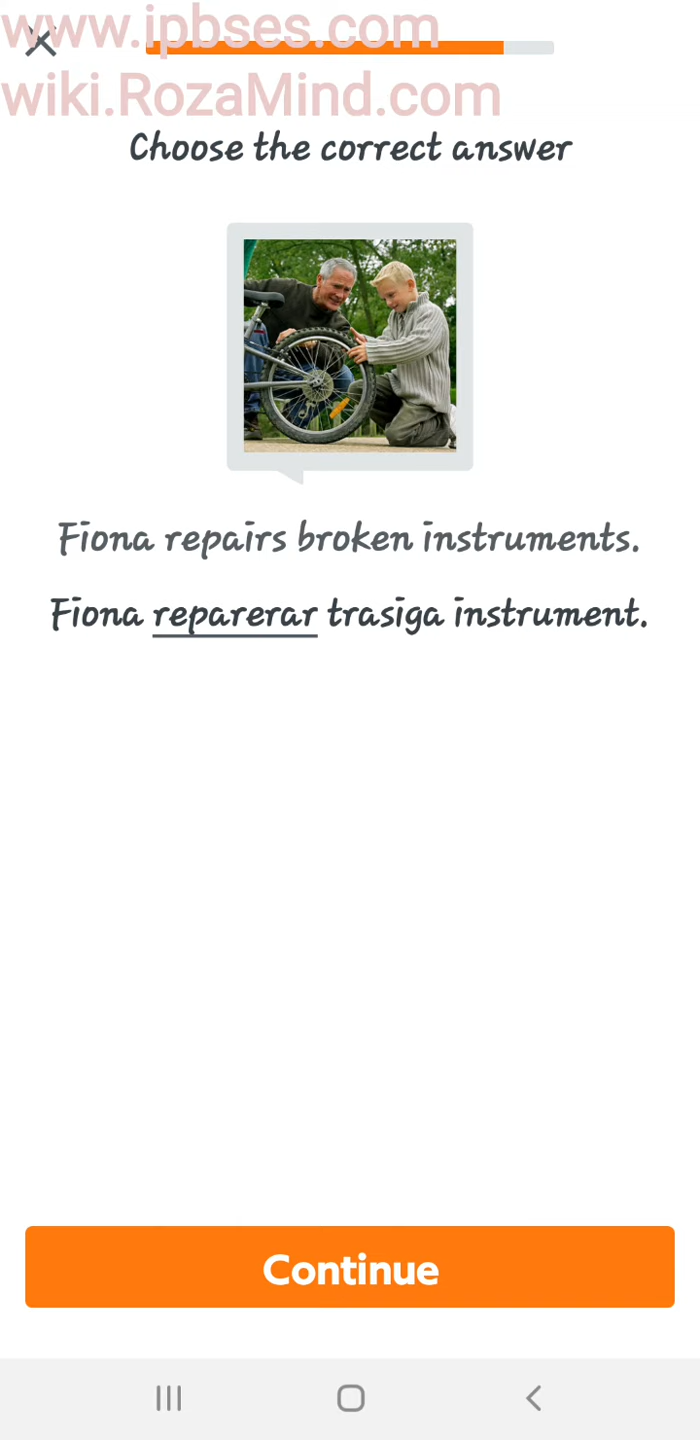 www.ipbses.com
wiki.RozaMind.com
Choose the correct answer
Fiona repairs broken instruments.
Fiona reparerar trasiga instrument.
Continue